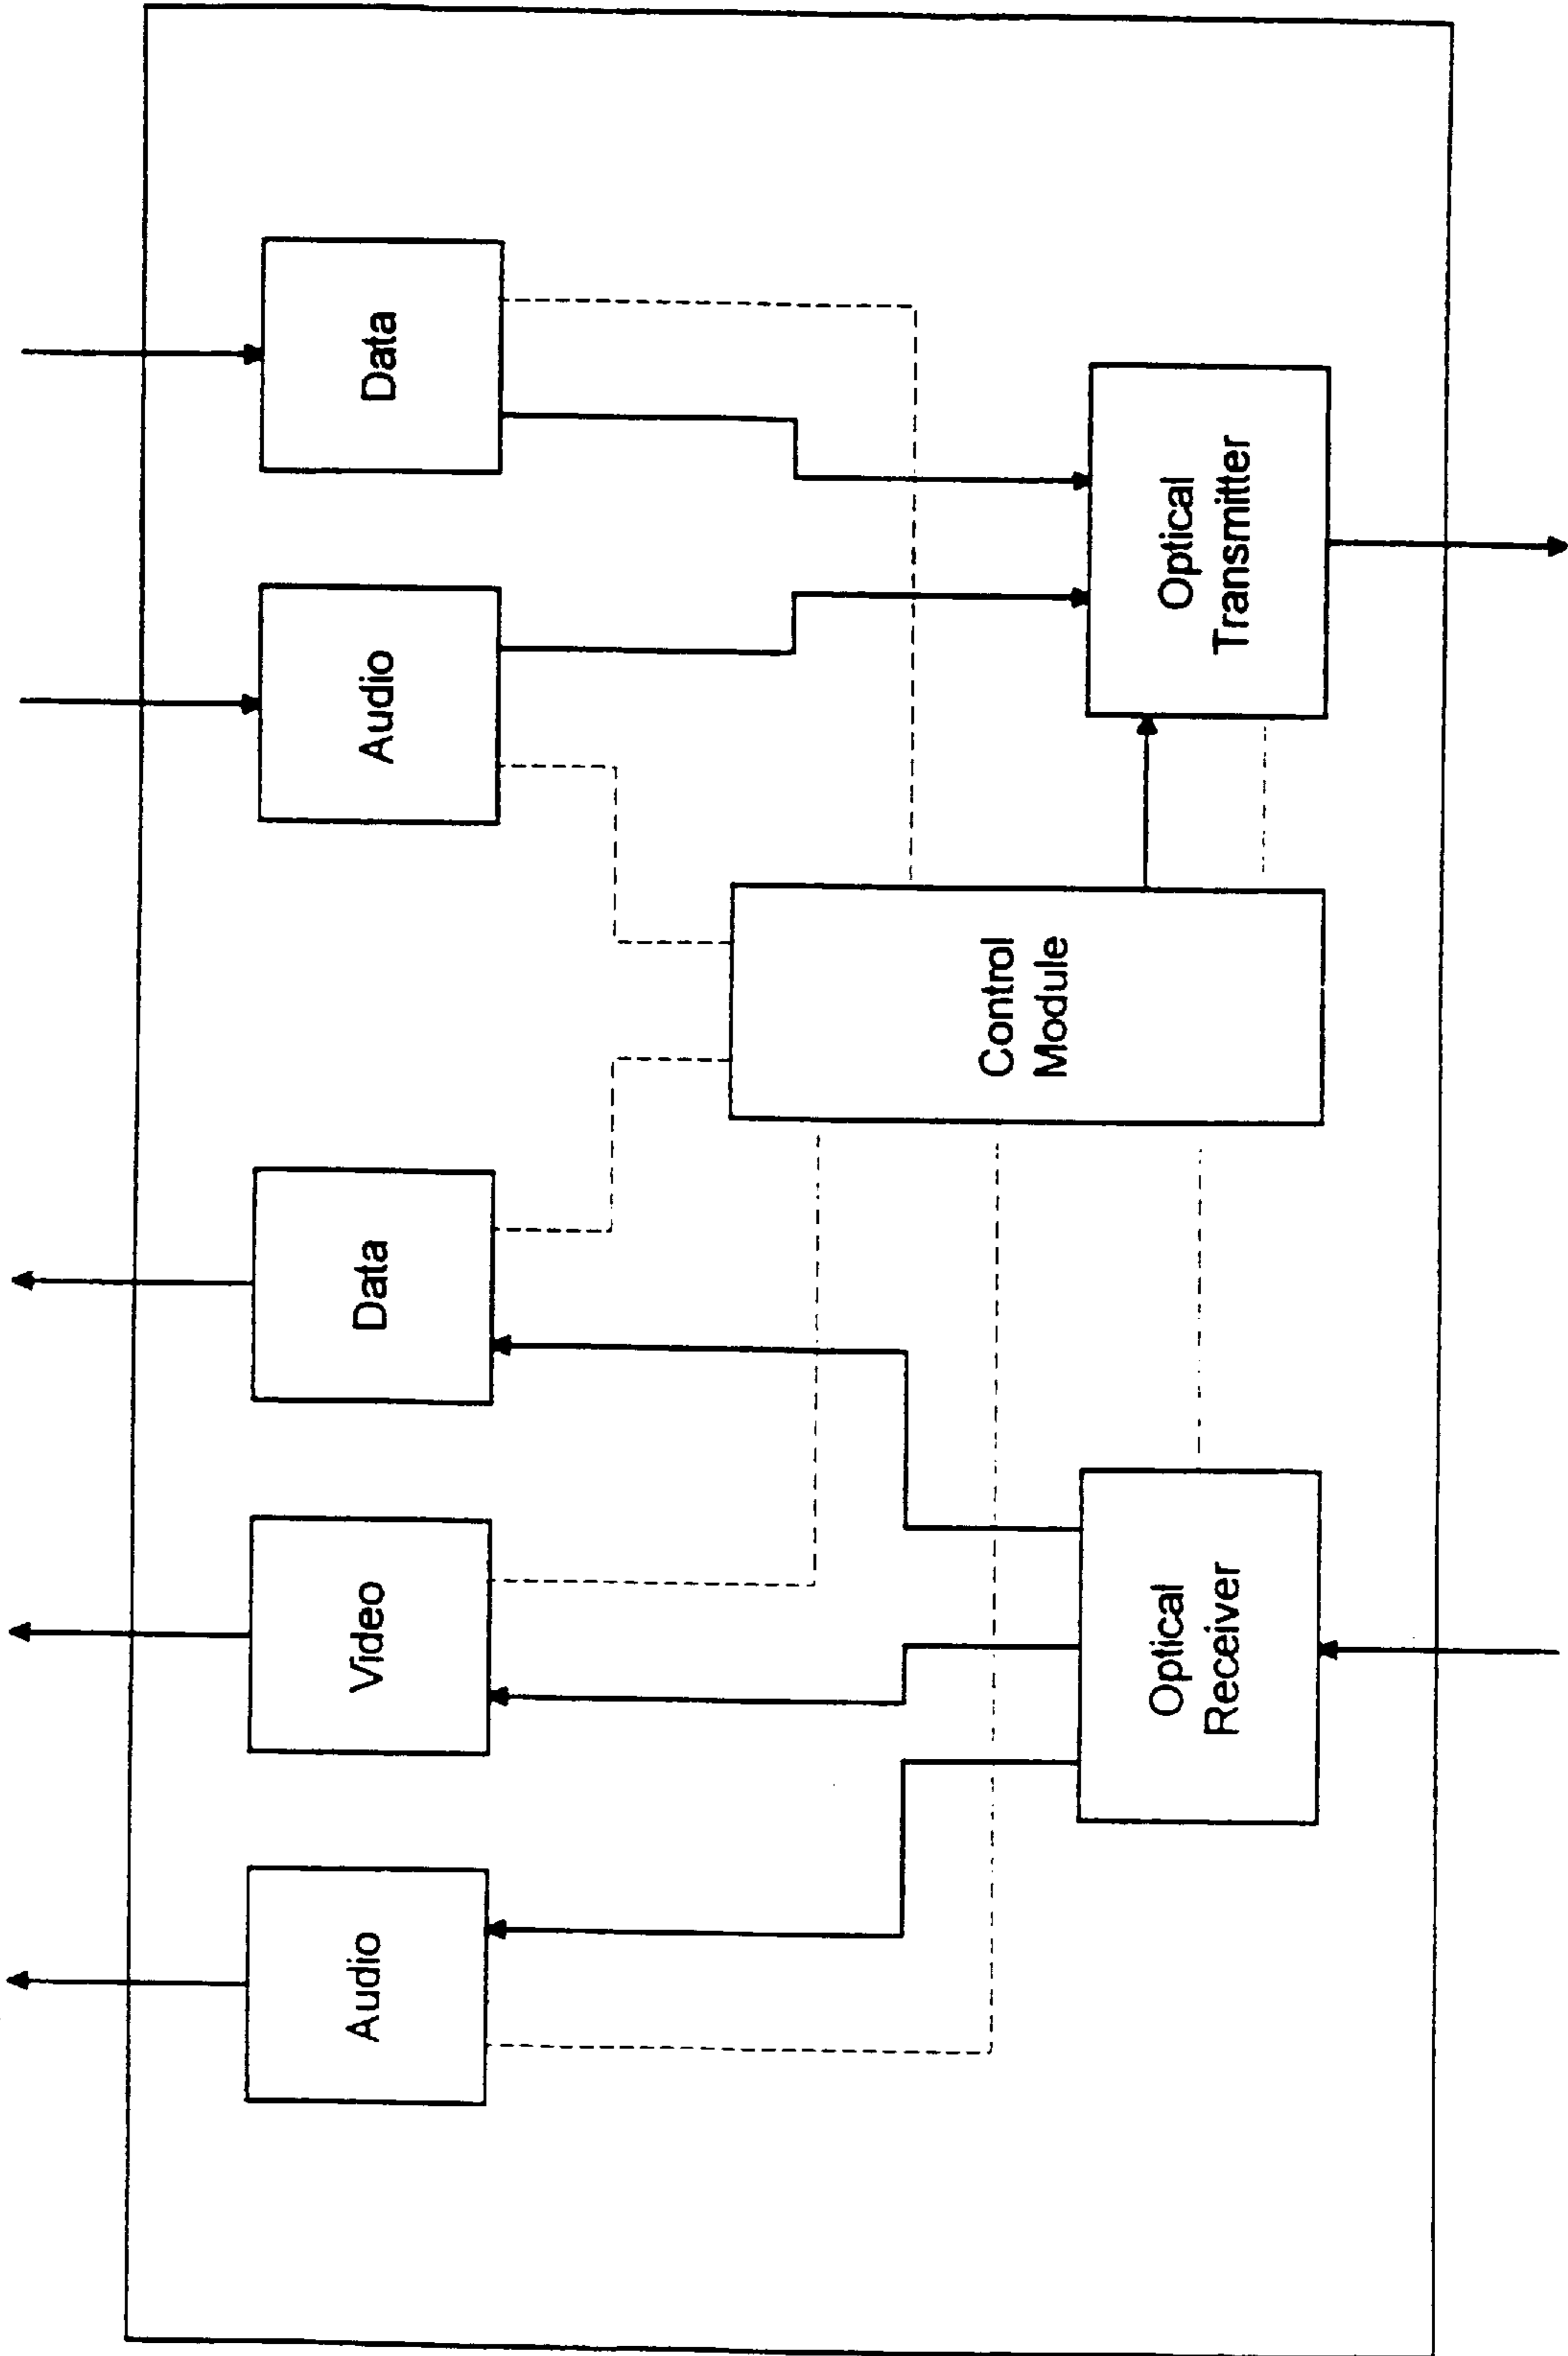 Audio
Video
Data
Audio
Data
Control
Module
Optical
Receiver
Optical
Transmitter